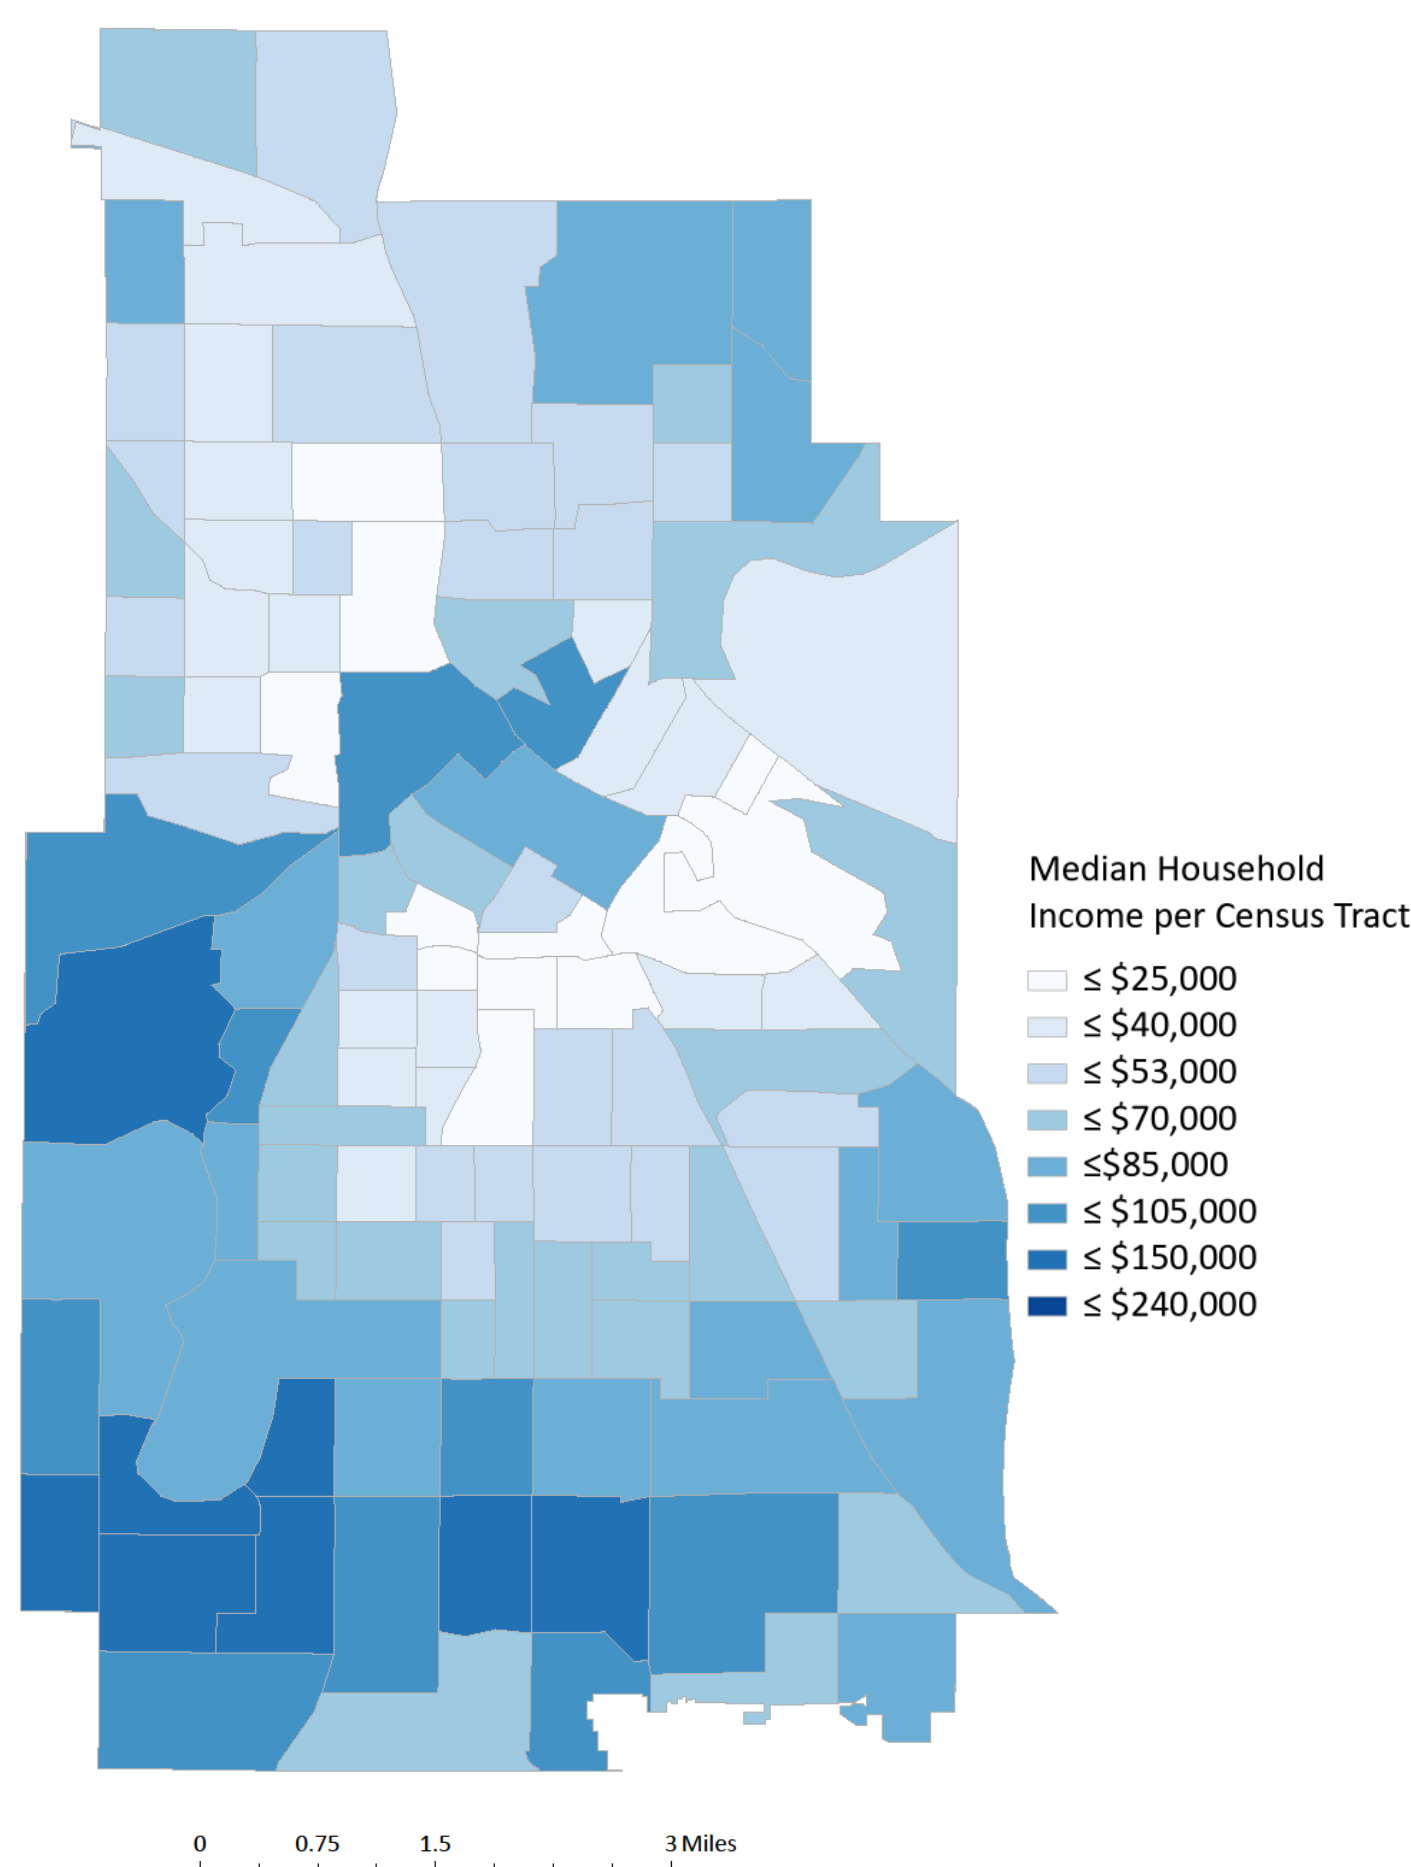 Median Household
Income per Census Tract
≤ $25,000
≤ $40,000
≤ $53,000
≤ $70,000
≤$85,000
≤ $105,000
≤ $150,000
≤ $240,000
0 0.75 1.5 3 Miles